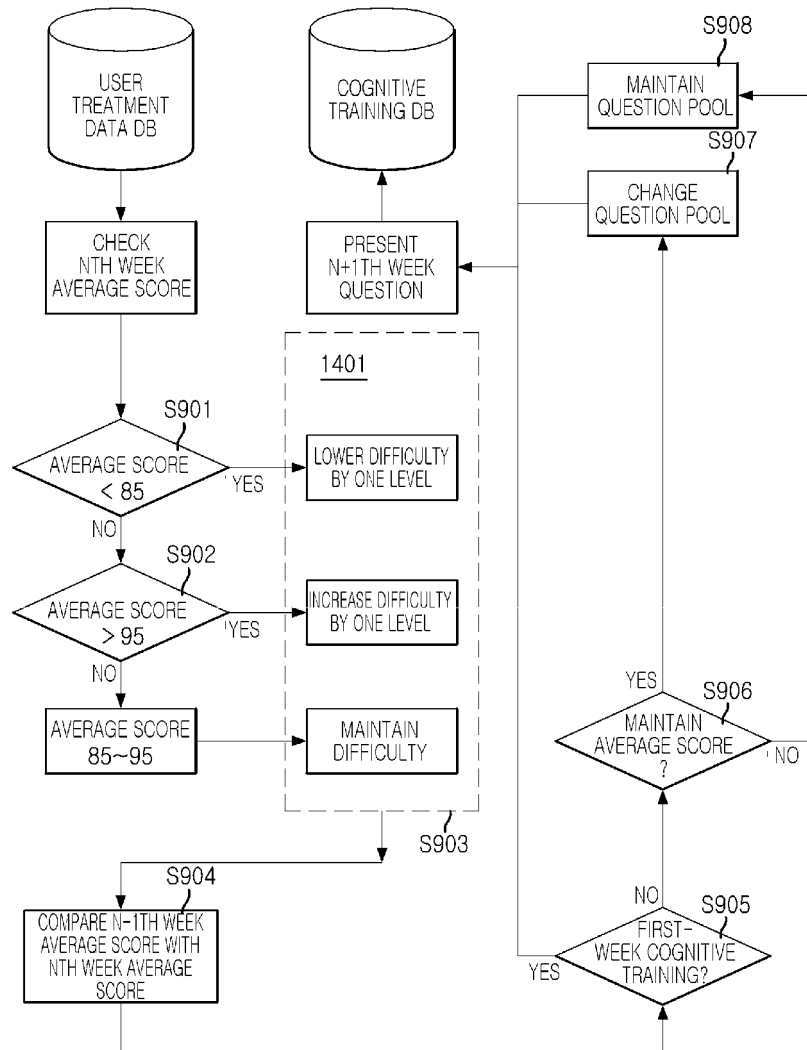 USER
TREATMENT
DATA DB
COGNITIVE
TRAINING DB
S908
MAINTAIN
QUESTION POOL
S907
CHANGE
QUESTION POOL
CHECK
NTH WEEK
AVERAGE SCORE
PRESENT
N+1TH WEEK
QUESTION
1401
S901
AVERAGE SCORE
< 85
YES
LOWER DIFFICULTY
BY ONE LEVEL
NO
S902
AVERAGE SCORE
> 95
YES
INCREASE DIFFICULTY
BY ONE LEVEL
NO
AVERAGE SCORE
85~95
MAINTAIN
DIFFICULTY
S903
YES
S906
MAINTAIN
AVERAGE SCORE
?
NO
S904
COMPARE N-1TH WEEK
AVERAGE SCORE WITH
NTH WEEK AVERAGE
SCORE
NO
S905
FIRST-
WEEK COGNITIVE
TRAINING?
YES